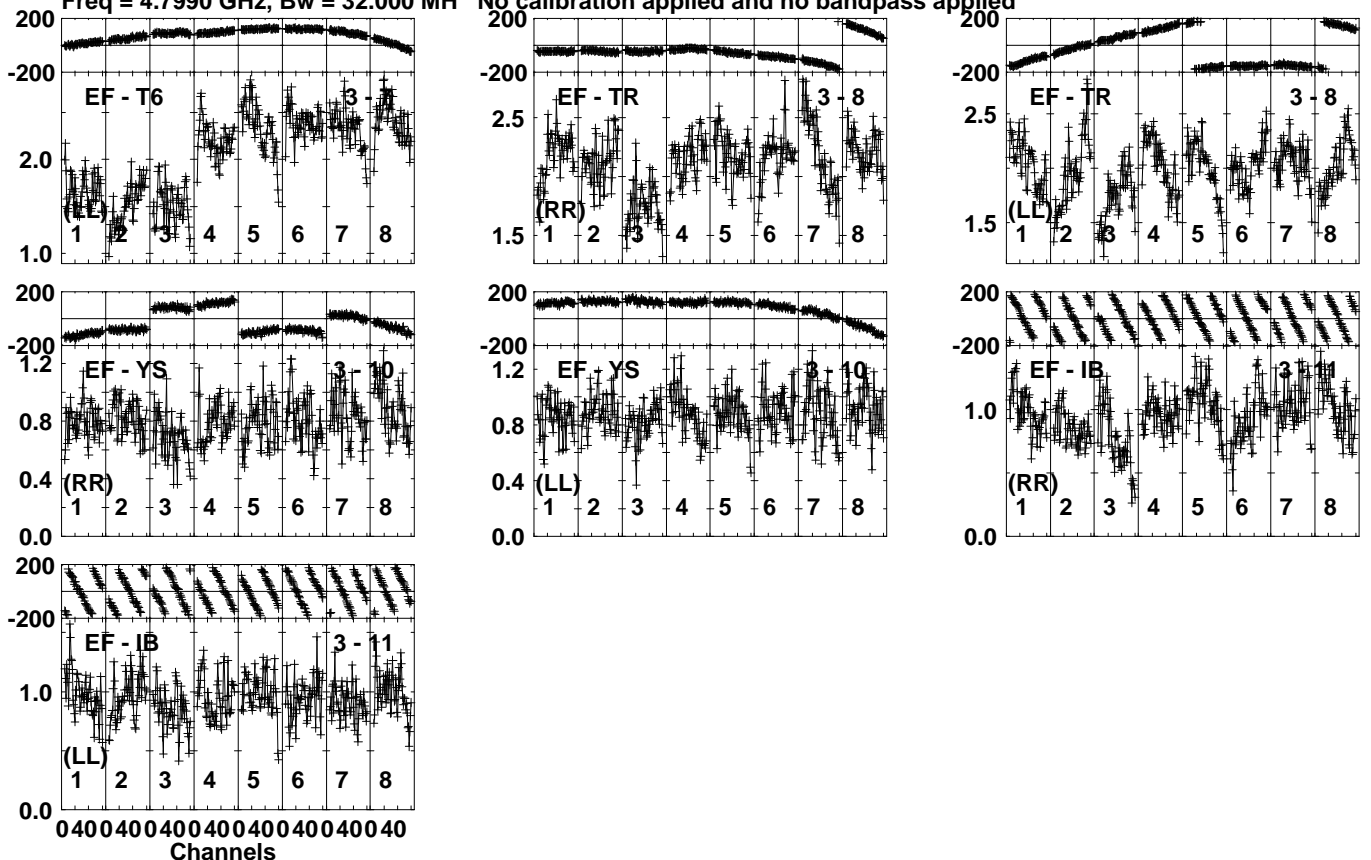 Freq = 4.7990 GHz, Bw = 32.000 MH No calibration applied and no bandpass applied
200
-200
EF - T6 3 - 7
2.0
(LL)
1 2 3 4 5 6 7 8
1.0
200
-200
EF - TR 3 - 8
2.5
(RR)
1.5
1 2 3 4 5 6 7 8
200
-200
EF - TR 3 - 8
2.5
(LL)
1.5
1 2 3 4 5 6 7 8
200
-200
1.2
EF - YS 3 - 10
0.8
0.4
(RR)
1 2 3 4 5 6 7 8
0.0
200
-200
1.2
EF - YS 3 - 10
0.8
0.4
(LL)
1 2 3 4 5 6 7 8
0.0
200
-200
EF - IB 3 - 11
1.0
(RR)
1 2 3 4 5 6 7 8
0.0
200
-200
EF - IB 3 - 11
1.0
(LL)
1 2 3 4 5 6 7 8
0.0
0 40 0 40 0 40 0 40 0 40 0 40 0 40 0 40
Channels